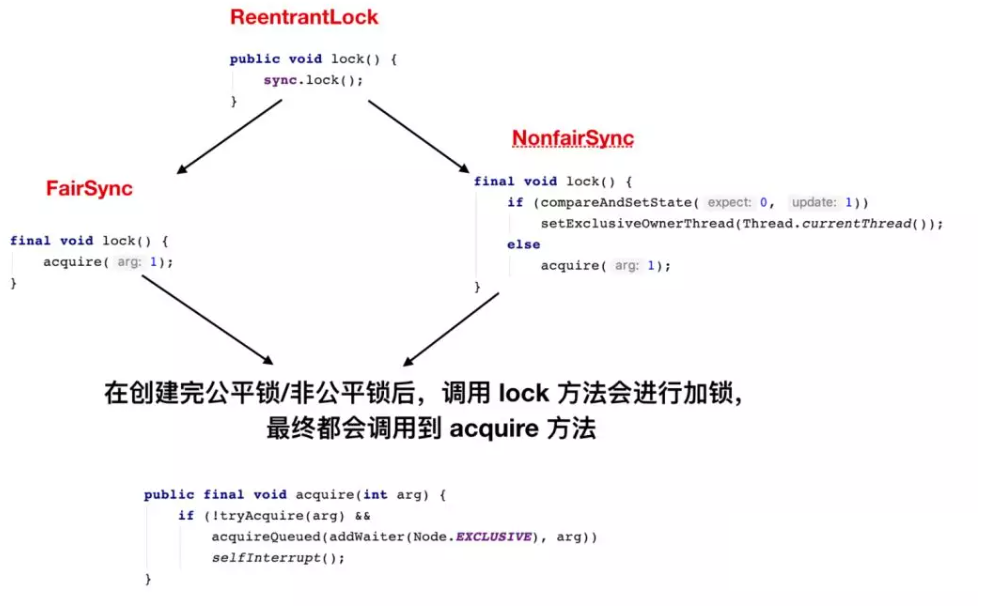 ReentrantLock
public void lock() {
sync.lock();
}
FairSync
final void lock() {
acquire( arg: 1);
}
NonfairSync
final void lock() {
if (compareAndSetState( expect: 0, update: 1))
setExclusiveOwnerThread(Thread.currentThread());
else
acquire( arg: 1);
}
在创建完公平锁/非公平锁后，调用 lock 方法会进行加锁，
最终都会调用到 acquire 方法
public final void acquire(int arg) {
if (!tryAcquire(arg) &&
acquireQueued(addWaiter(Node.EXCLUSIVE), arg))
selfInterrupt();
}